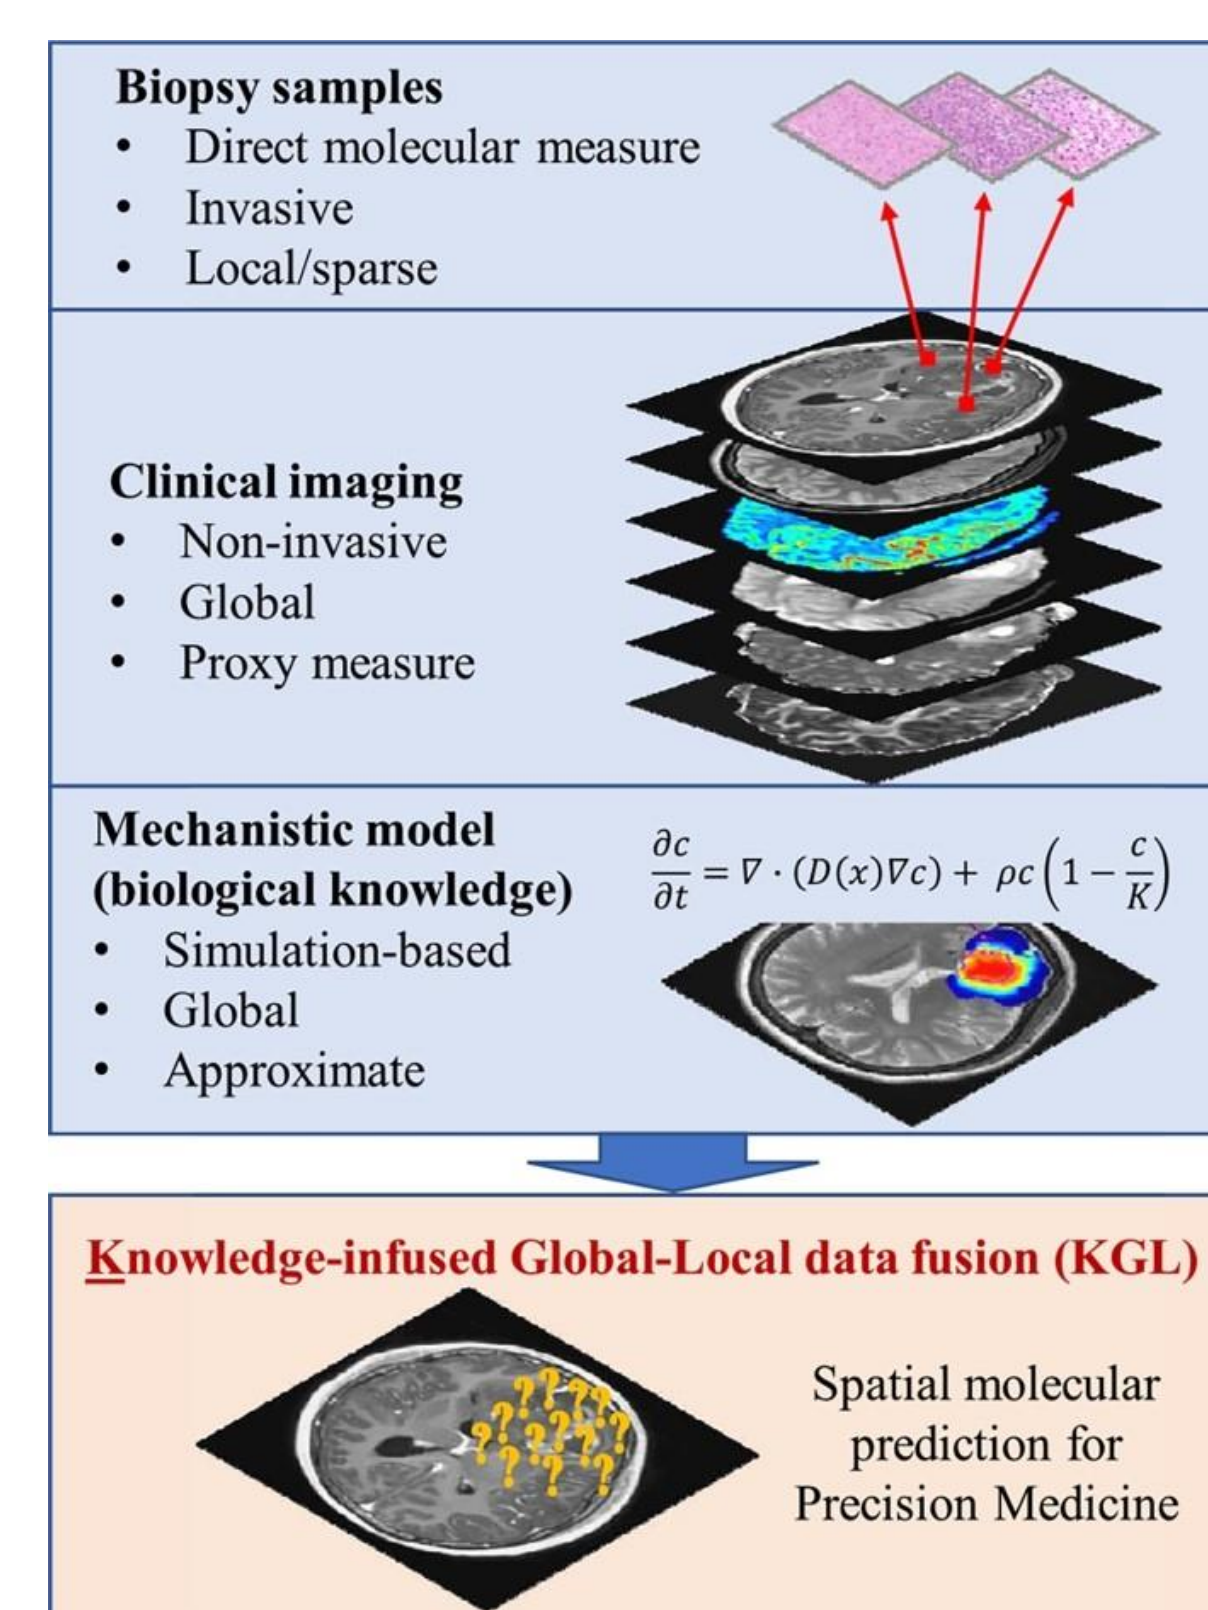 Biopsy samples
• Direct molecular measure
• Invasive
• Local/sparse
Clinical imaging
• Non-invasive
• Global
• Proxy measure
Mechanistic model
(biological knowledge)
• Simulation-based
• Global
• Approximate
∂c/∂t = ∇ · (D(x)∇c) + ρc(1 − c/K)
Knowledge-infused Global-Local data fusion (KGL)
? ? ? ? ? ? ? ? ? ? ? ? ?
Spatial molecular
prediction for
Precision Medicine